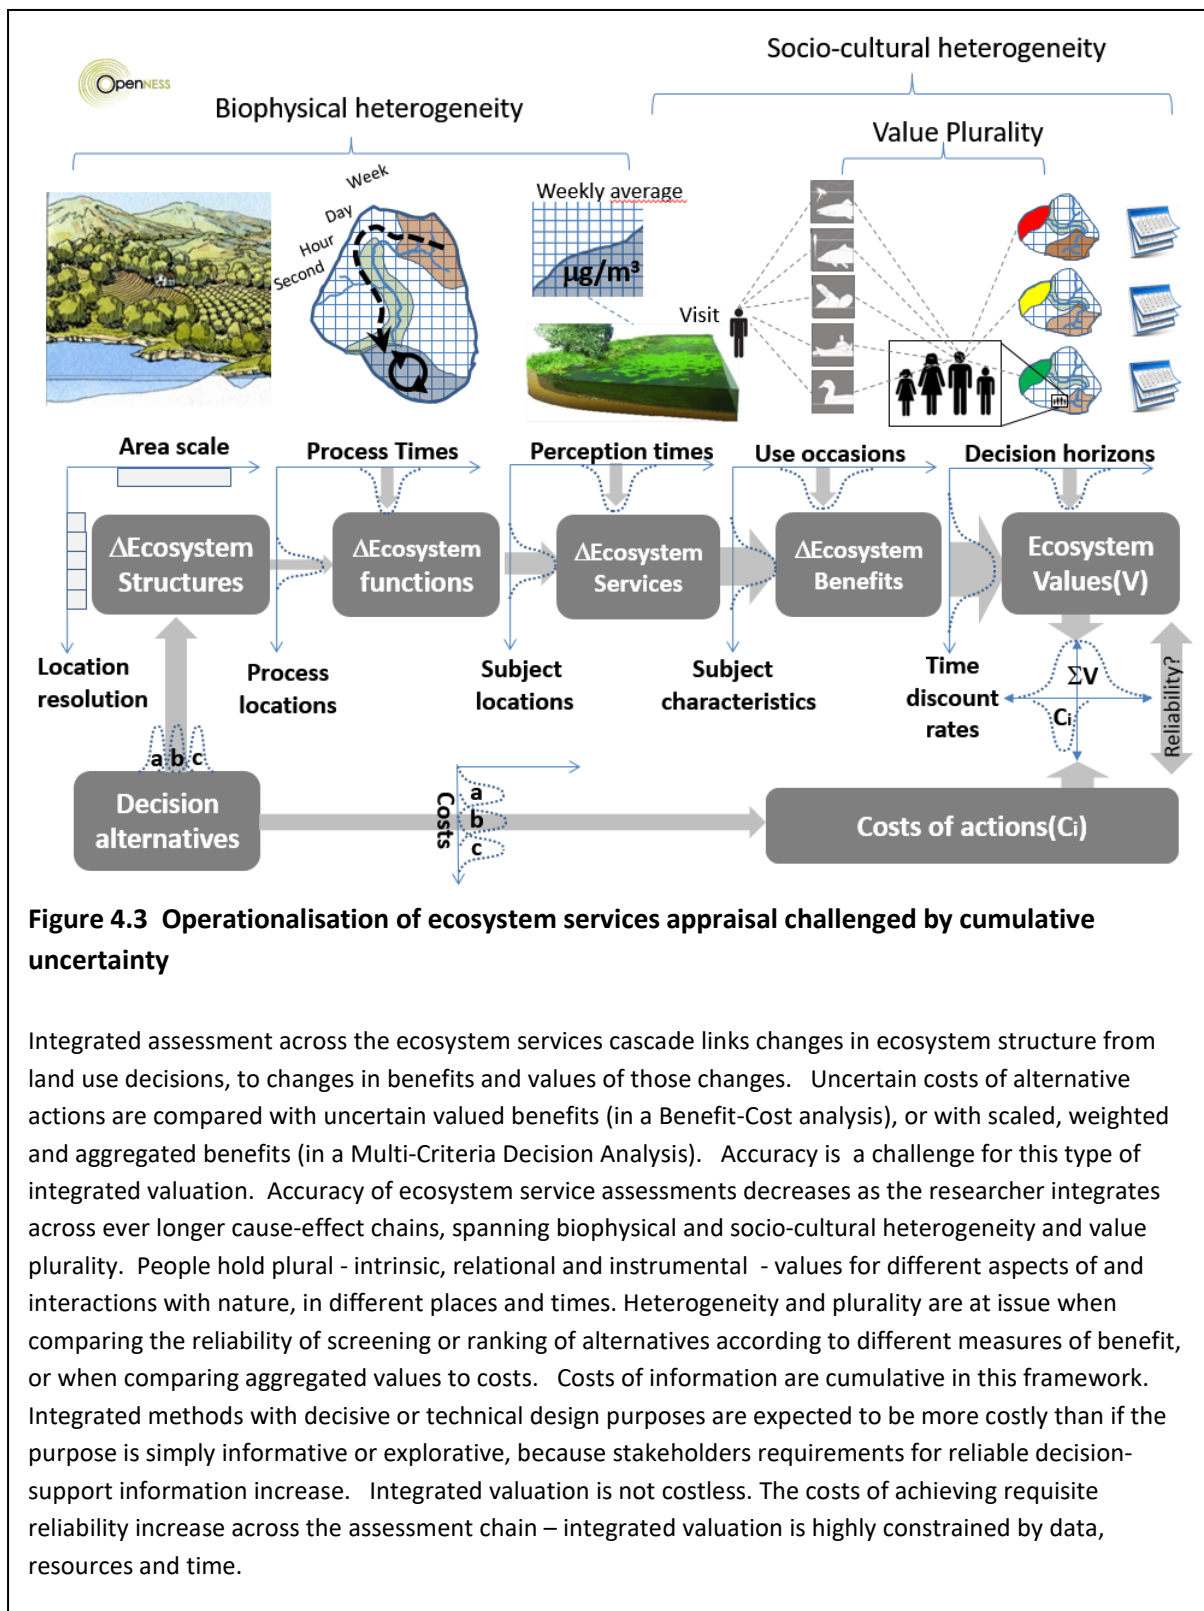 Socio-cultural heterogeneity
OpenNESS
Biophysical heterogeneity
Value Plurality
Week
Day
Hour
Second
Weekly average
µg/m³
Visit
Area scale
Process Times
Perception times
Use occasions
Decision horizons
ΔEcosystem
Structures
ΔEcosystem
functions
ΔEcosystem
Services
ΔEcosystem
Benefits
Ecosystem
Values(V)
Location
resolution
Process
locations
Subject
locations
Subject
characteristics
Time
discount
rates
ΣV
Ci
Reliability?
a b c
Decision
alternatives
Costs
a
b
c
Costs of actions(Ci)
Figure 4.3  Operationalisation of ecosystem services appraisal challenged by cumulative
uncertainty
Integrated assessment across the ecosystem services cascade links changes in ecosystem structure from
land use decisions, to changes in benefits and values of those changes.   Uncertain costs of alternative
actions are compared with uncertain valued benefits (in a Benefit-Cost analysis), or with scaled, weighted
and aggregated benefits (in a Multi-Criteria Decision Analysis).   Accuracy is  a challenge for this type of
integrated valuation.  Accuracy of ecosystem service assessments decreases as the researcher integrates
across ever longer cause-effect chains, spanning biophysical and socio-cultural heterogeneity and value
plurality.  People hold plural - intrinsic, relational and instrumental  - values for different aspects of and
interactions with nature, in different places and times. Heterogeneity and plurality are at issue when
comparing the reliability of screening or ranking of alternatives according to different measures of benefit,
or when comparing aggregated values to costs.   Costs of information are cumulative in this framework.
Integrated methods with decisive or technical design purposes are expected to be more costly than if the
purpose is simply informative or explorative, because stakeholders requirements for reliable decision-
support information increase.   Integrated valuation is not costless. The costs of achieving requisite
reliability increase across the assessment chain – integrated valuation is highly constrained by data,
resources and time.